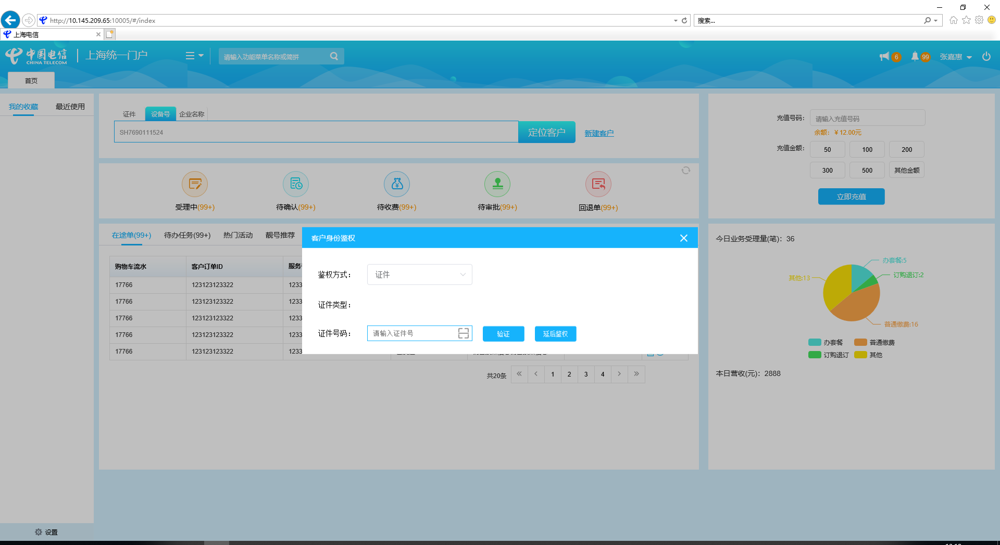 http://10.145.209.65:10005/#/index
搜索...
上海电信
中国电信
CHINA TELECOM
上海统一门户
请输入功能菜单名称或简拼
6
99
张嘉惠
首页
我的收藏
最近使用
证件
设备号
企业名称
SH7690111524
定位客户
新建客户
充值号码：
请输入充值号码
余额：￥12.00元
充值金额：
50
100
200
300
500
其他金额
立即充值
受理中(99+)
待确认(99+)
待收费(99+)
待审批(99+)
回退单(99+)
在途单(99+)
待办任务(99+)
热门活动
靓号推荐
购物车流水
客户订单ID
服务
17766
123123123322
1233
17766
123123123322
1233
17766
123123123322
1233
17766
123123123322
1233
17766
123123123322
1233
共20条
1
2
3
4
客户身份鉴权
鉴权方式：
证件
证件类型：
证件号码：
请输入证件号
验证
延后鉴权
今日业务受理量(笔)：36
办套餐:5
订购退订:2
其他:13
普通缴费:16
办套餐
普通缴费
订购退订
其他
本日营收(元)：2888
设置